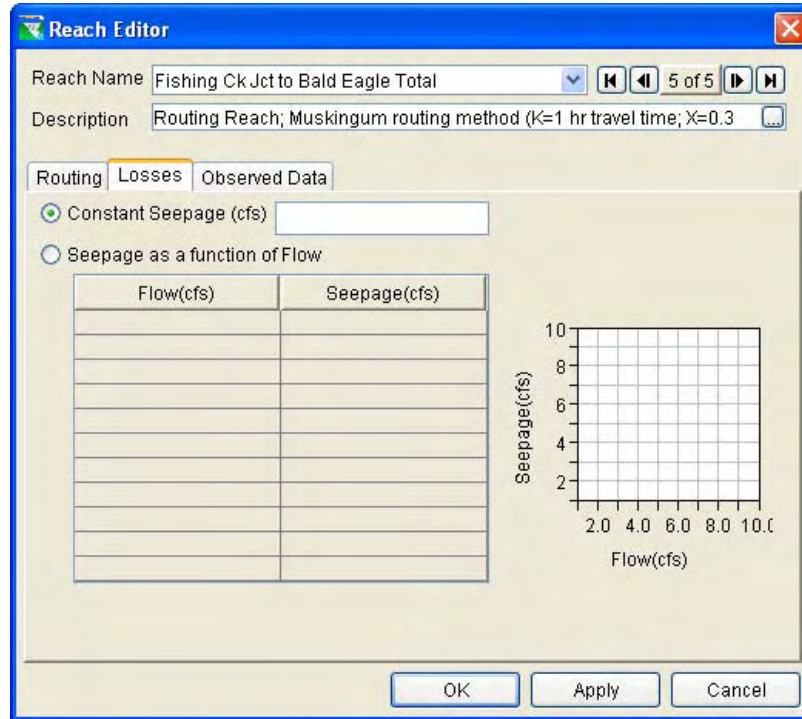 Reach Editor
Reach Name Fishing Ck Jct to Bald Eagle Total 5 of 5
Description Routing Reach; Muskingum routing method (K=1 hr travel time; X=0.3 ...
Routing Losses Observed Data
Constant Seepage (cfs)
Seepage as a function of Flow
Flow(cfs) Seepage(cfs)
10
8
6
4
2
Seepage(cfs)
2.0 4.0 6.0 8.0 10.0
Flow(cfs)
OK Apply Cancel